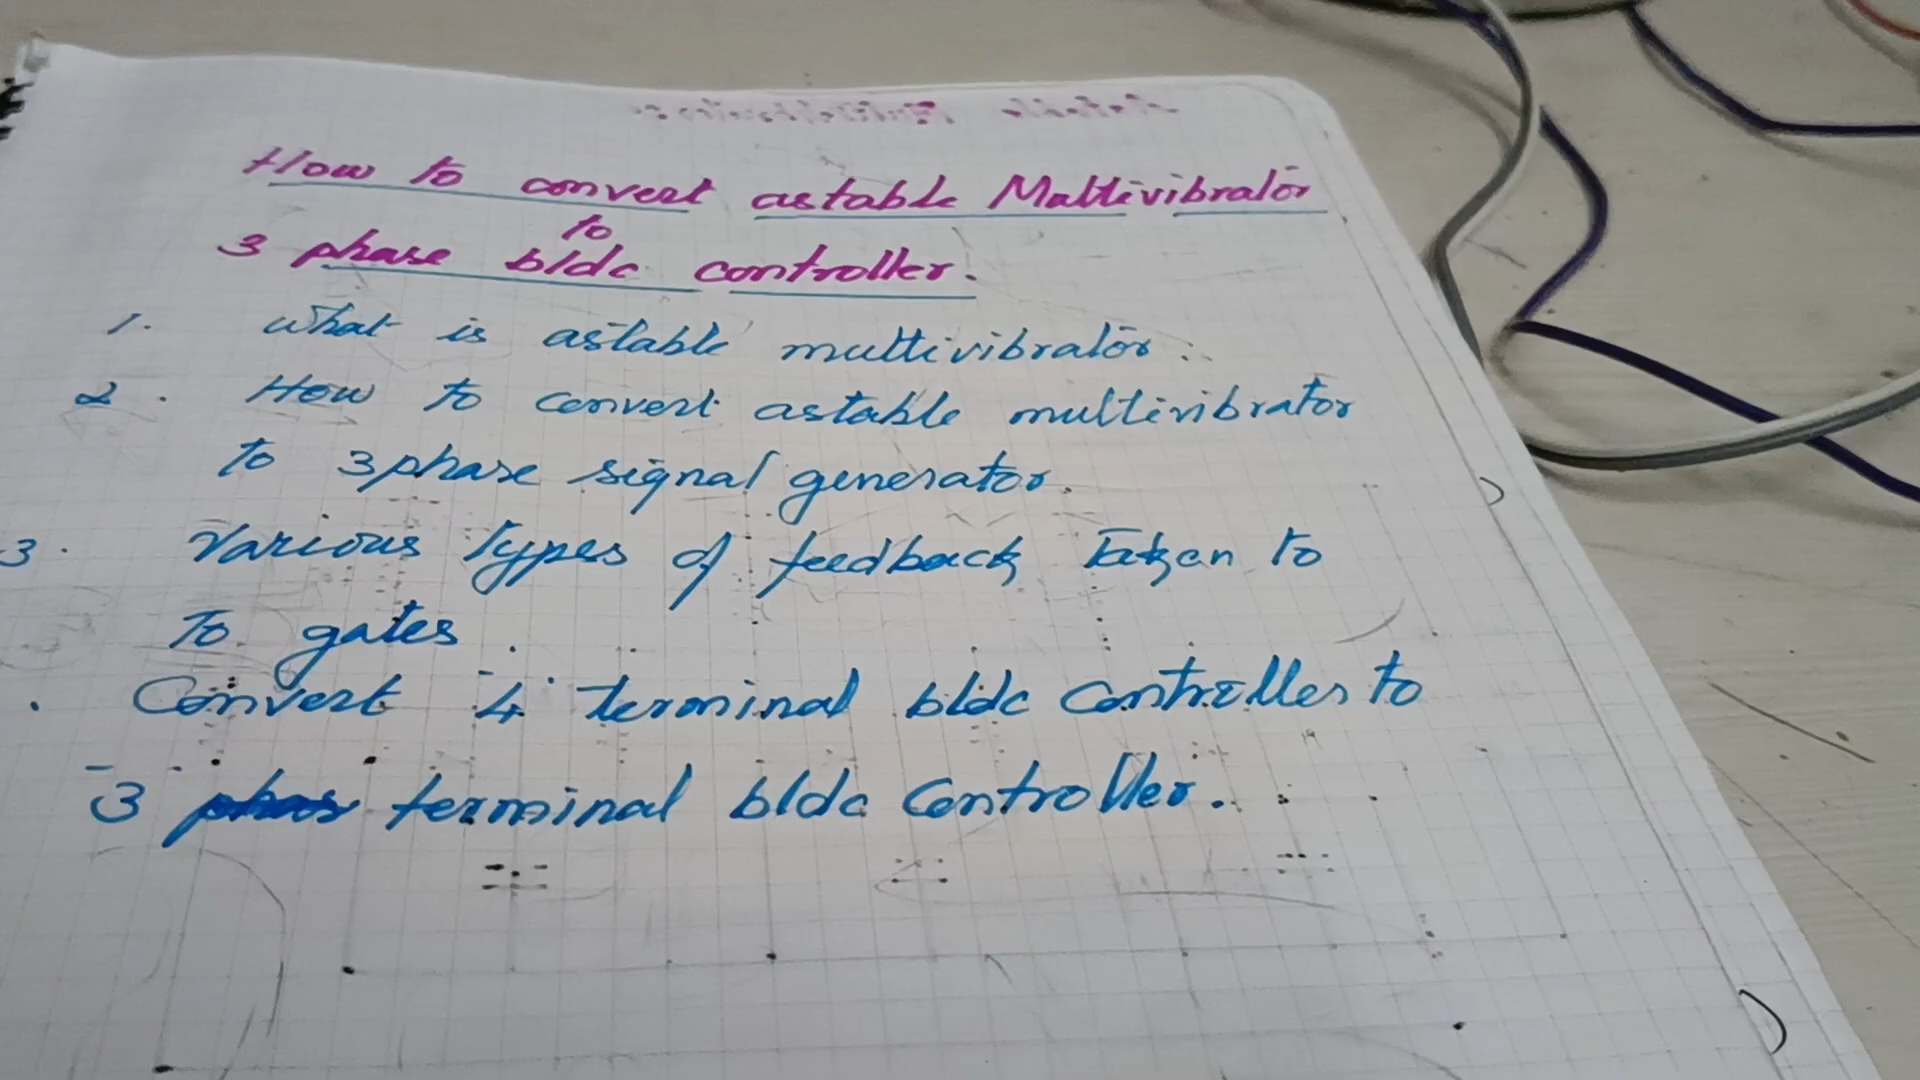 How to convert astable Multivibrator
to
3 phase bldc controller.
1. what is astable multivibrator.
2. How to convert astable multivibrator
to 3phase signal generator.
3. Various Types of feedback Taken to
To gates.
. Convert 4 terminal bldc Controller to
3 terminal bldc Controller.